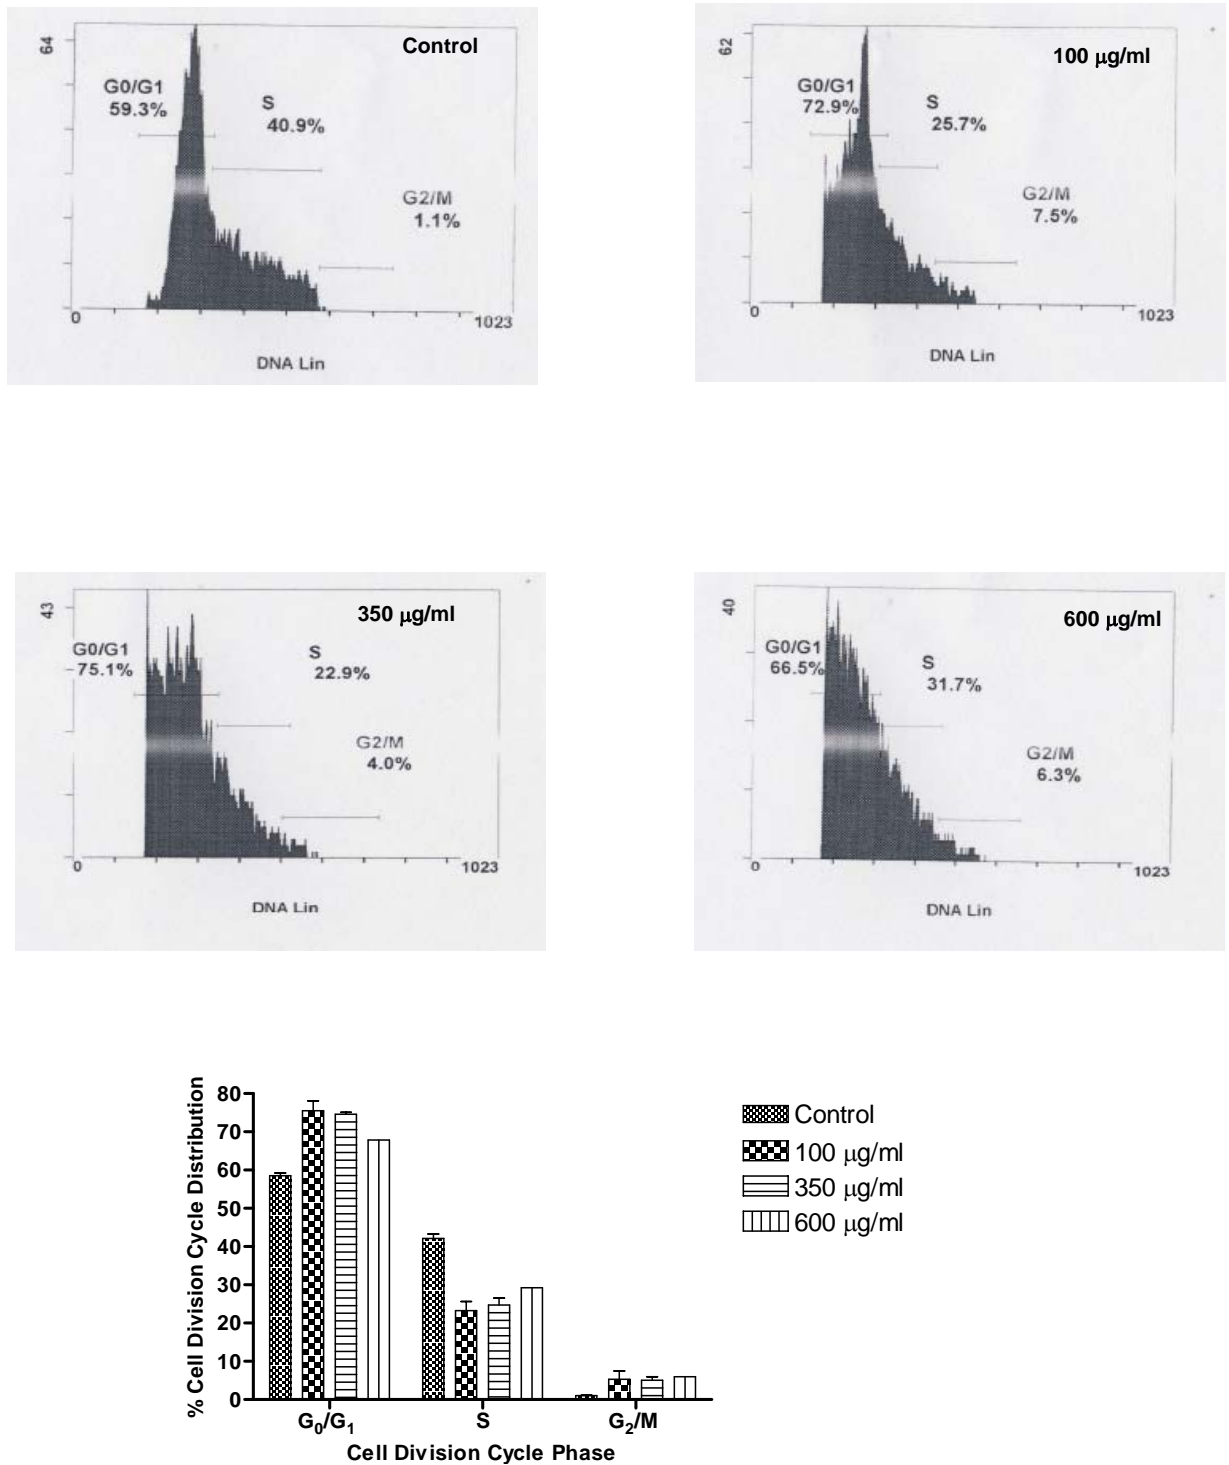 64
Control
G0/G1
59.3%
S
40.9%
G2/M
1.1%
0
1023
DNA Lin
62
100 μg/ml
G0/G1
72.9%
S
25.7%
G2/M
7.5%
0
1023
DNA Lin
43
350 μg/ml
G0/G1
75.1%
S
22.9%
G2/M
4.0%
0
1023
DNA Lin
40
600 μg/ml
G0/G1
66.5%
S
31.7%
G2/M
6.3%
0
1023
DNA Lin
% Cell Division Cycle Distribution
80
70
60
50
40
30
20
10
0
G₀/G₁
S
G₂/M
Cell Division Cycle Phase
Control
100 μg/ml
350 μg/ml
600 μg/ml